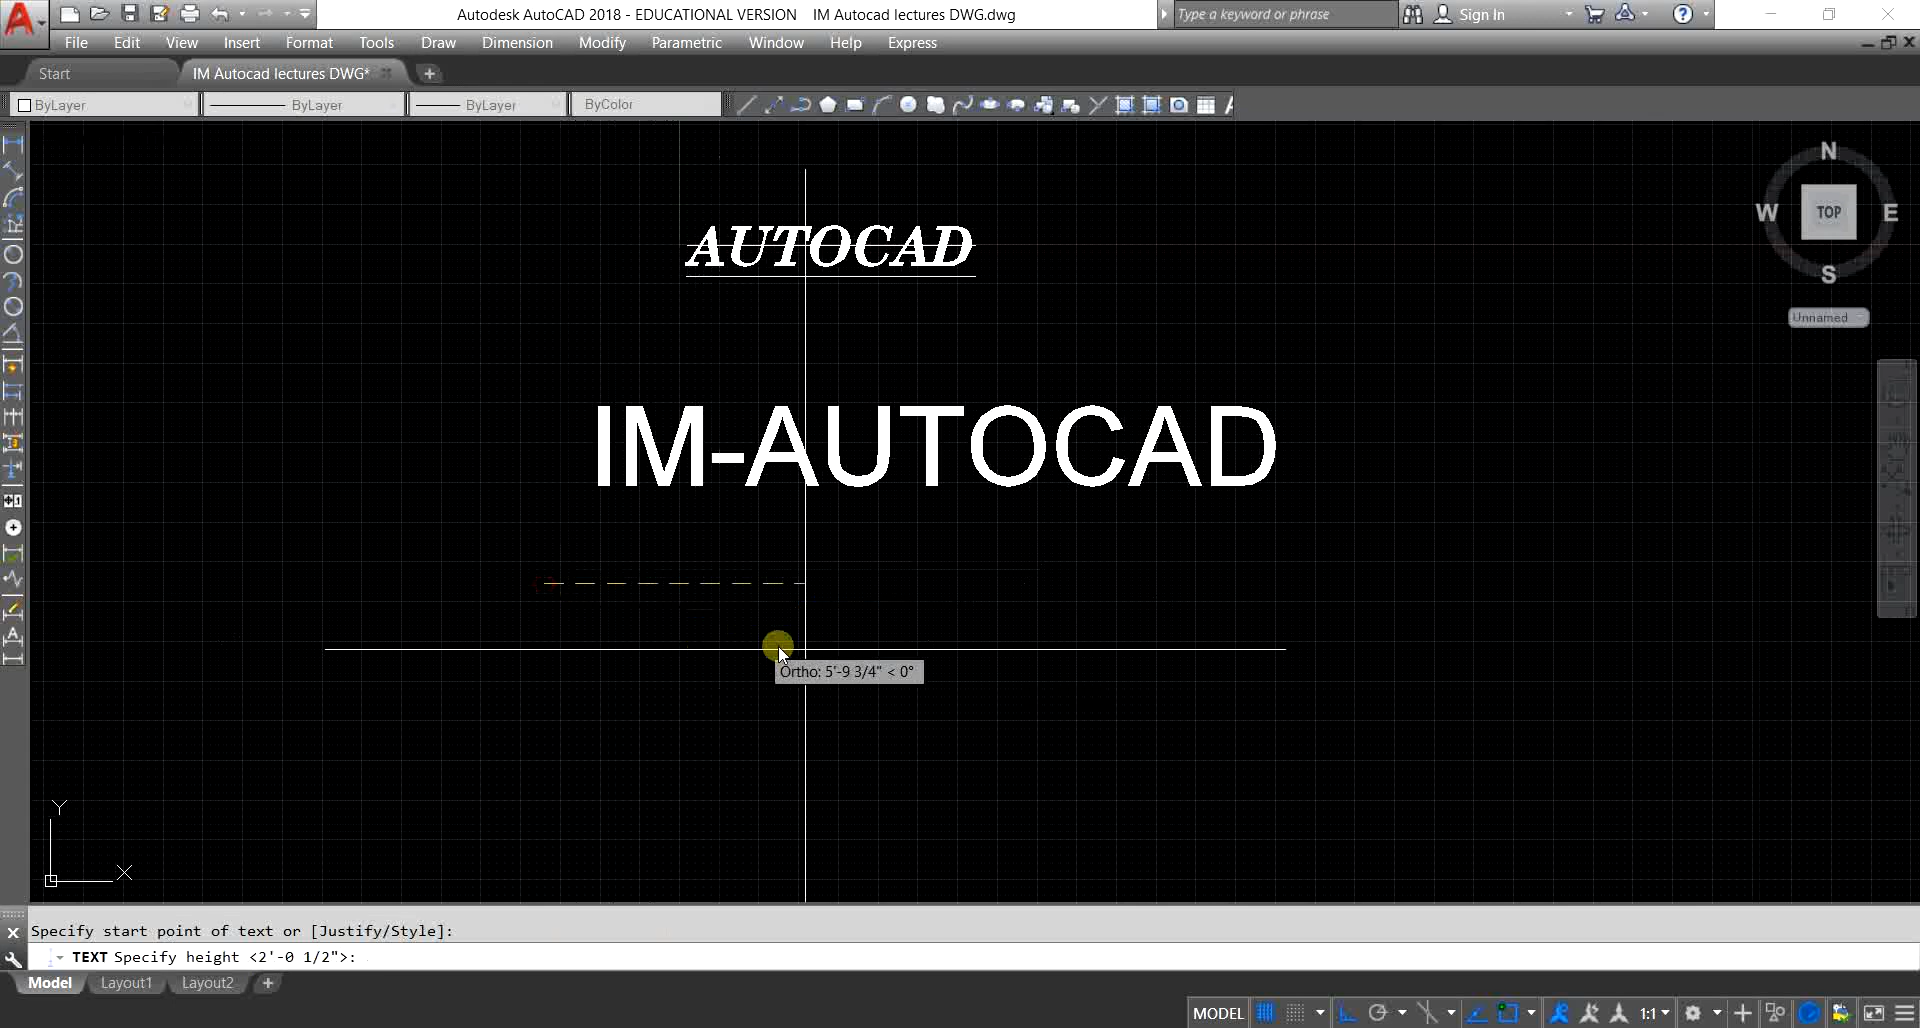 Autodesk AutoCAD 2018 - EDUCATIONAL VERSION IM Autocad lectures DWG.dwg
Type a keyword or phrase
Sign In
File Edit View Insert Format Tools Draw Dimension Modify Parametric Window Help Express
Start
IM Autocad lectures DWG*
ByLayer
ByLayer
ByLayer
ByColor
N
W
TOP
E
S
Unnamed
AUTOCAD
IM-AUTOCAD
Ortho: 5'-9 3/4" < 0°
Y
X
Specify start point of text or [Justify/Style]:
TEXT Specify height <2'-0 1/2">:
Model Layout1 Layout2
MODEL
1:1